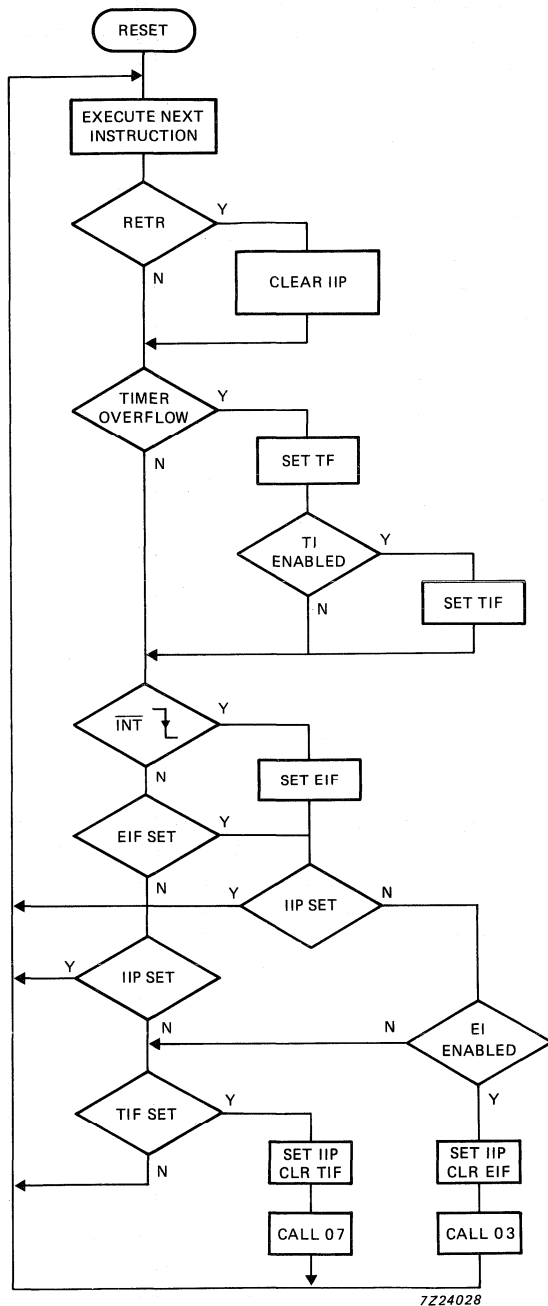 RESET
EXECUTE NEXT
INSTRUCTION
RETR
Y
N
CLEAR IIP
TIMER
OVERFLOW
Y
N
SET TF
TI
ENABLED
Y
N
SET TIF
INT
Y
N
SET EIF
EIF SET
Y
N
IIP SET
Y
N
IIP SET
Y
N
EI
ENABLED
N
Y
TIF SET
Y
N
SET IIP
CLR TIF
SET IIP
CLR EIF
CALL 07
CALL 03
7Z24028